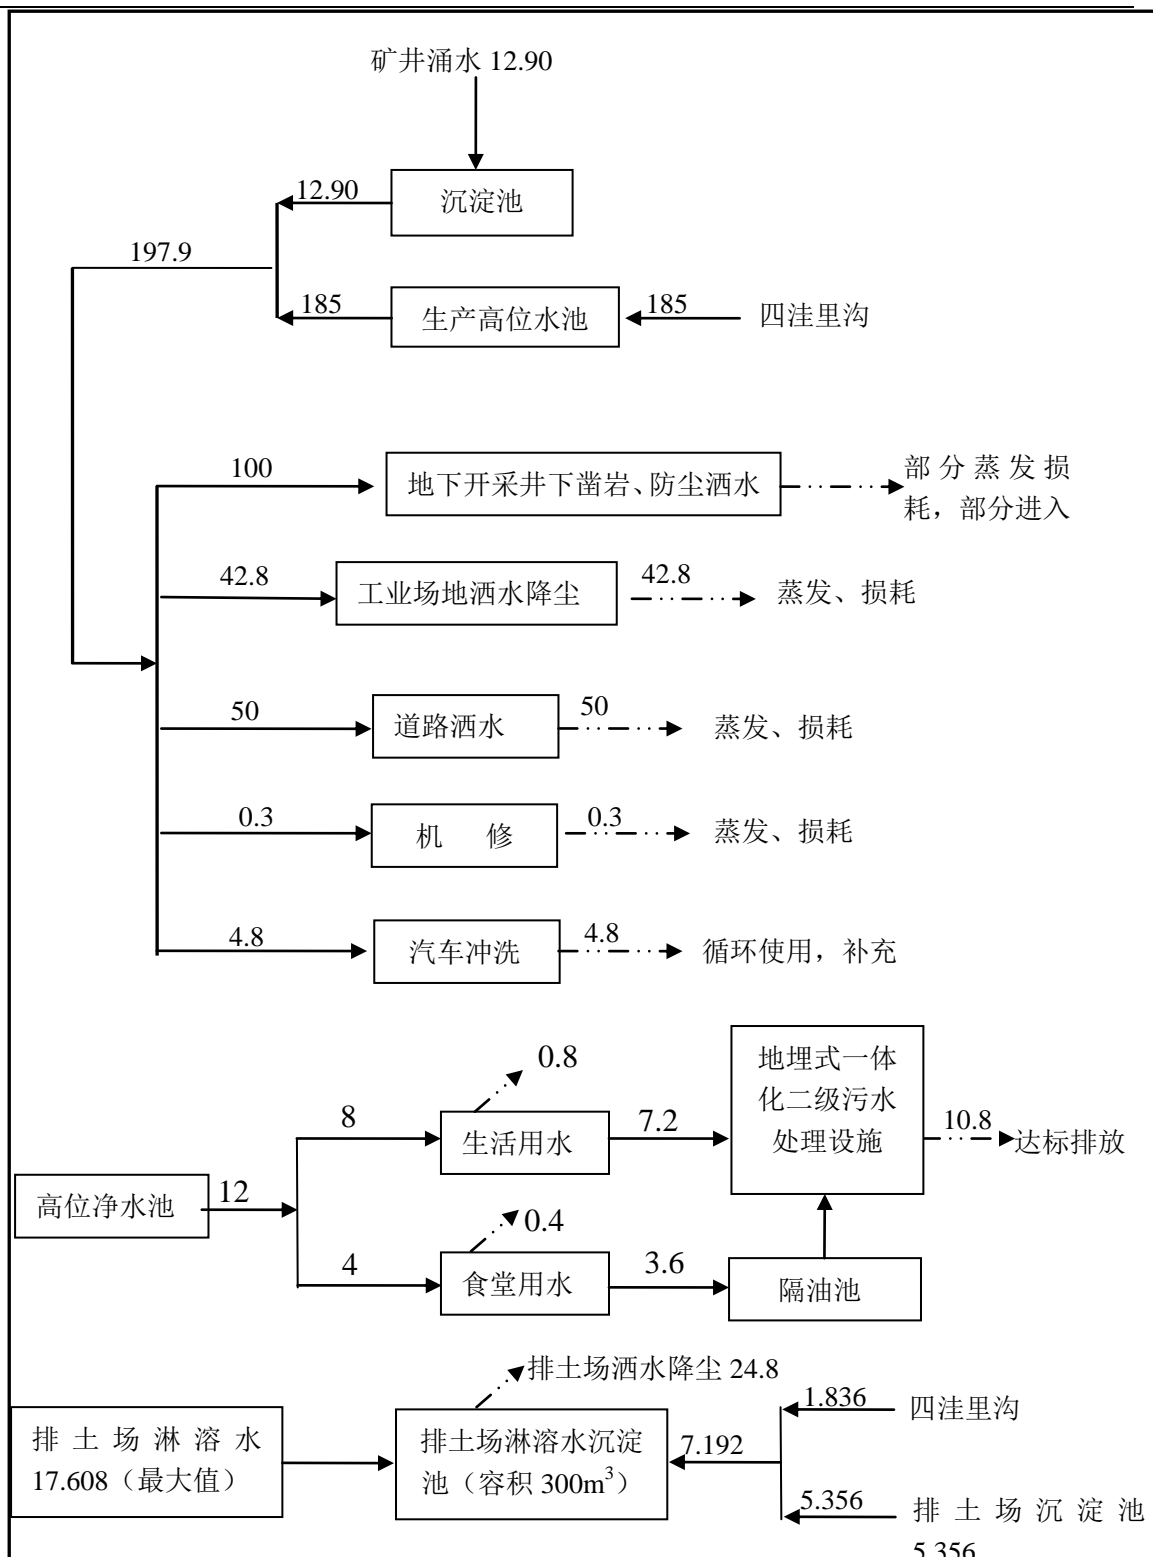 矿井涌水 12.90
12.90
沉淀池
197.9
185
生产高位水池
185
四洼里沟
100
地下开采井下凿岩、防尘洒水
部分蒸发损
耗，部分进入
42.8
工业场地洒水降尘
42.8
蒸发、损耗
50
道路洒水
50
蒸发、损耗
0.3
机 修
0.3
蒸发、损耗
4.8
汽车冲洗
4.8
循环使用，补充
0.8
8
生活用水
7.2
地埋式一体
化二级污水
处理设施
10.8
达标排放
高位净水池
12
0.4
4
食堂用水
3.6
隔油池
排土场洒水降尘 24.8
排土场淋溶水
17.608（最大值）
排土场淋溶水沉淀
池（容积 300m³）
7.192
1.836
四洼里沟
5.356
排土场沉淀池
5.356